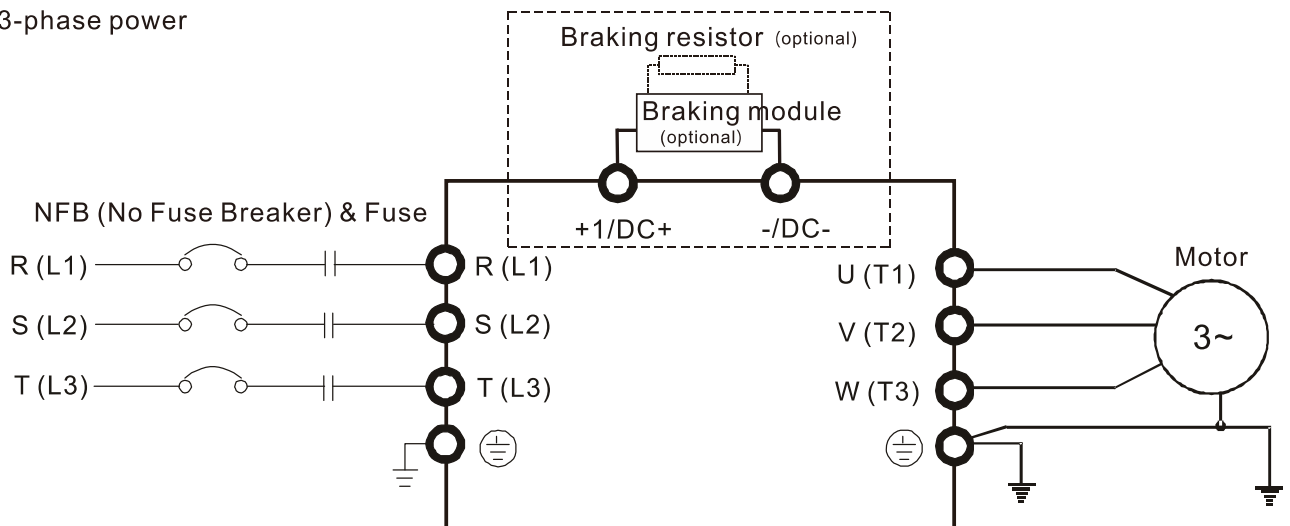 3-phase power
Braking resistor (optional)
Braking module
(optional)
+1/DC+
-/DC-
NFB (No Fuse Breaker) & Fuse
R (L1)
R (L1)
S (L2)
S (L2)
T (L3)
T (L3)
U (T1)
V (T2)
W (T3)
Motor
3~